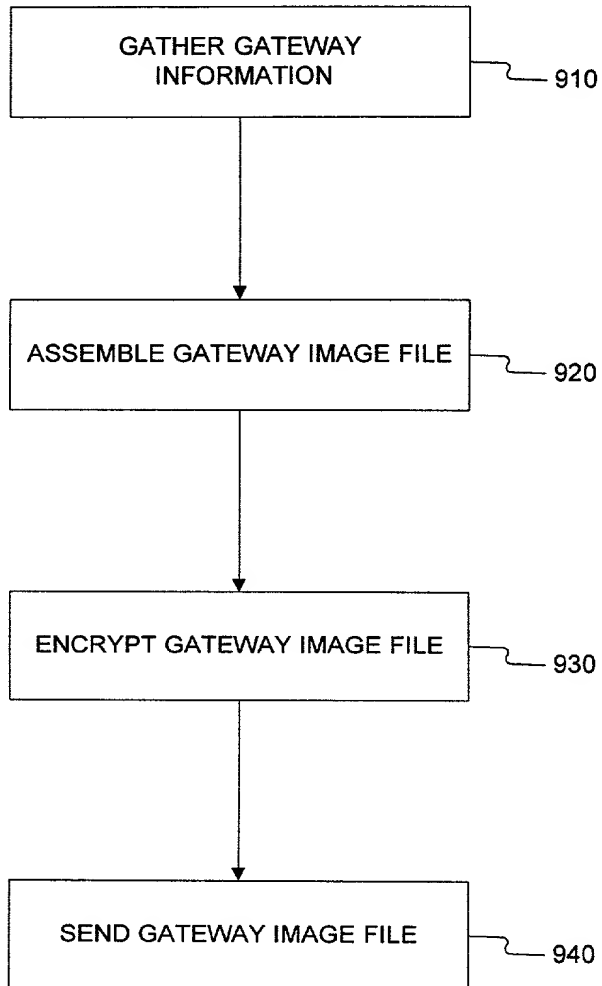 GATHER GATEWAY
INFORMATION
910
ASSEMBLE GATEWAY IMAGE FILE
920
ENCRYPT GATEWAY IMAGE FILE
930
SEND GATEWAY IMAGE FILE
940